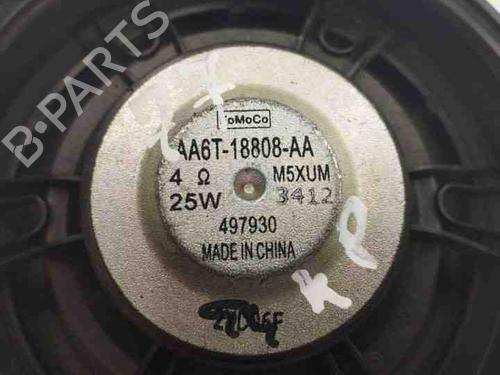 B-PARTS
FoMoCo
AA6T-18808-AA
4 Ω M5XUM
25W 3412
497930
MADE IN CHINA